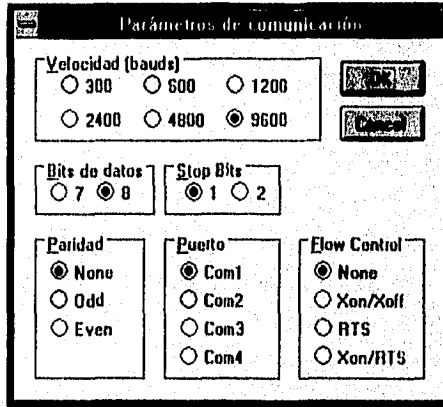 Parámetros de comunicación
Velocidad (bauds)
300 600 1200
OK
2400 4800 9600
Cancel
Bits de datos Stop Bits
7 8 1 2
Paridad Puerto Flow Control
None Com1 None
Odd Com2 Xon/Xoff
Even Com3 RTS
Com4 Xon/RTS